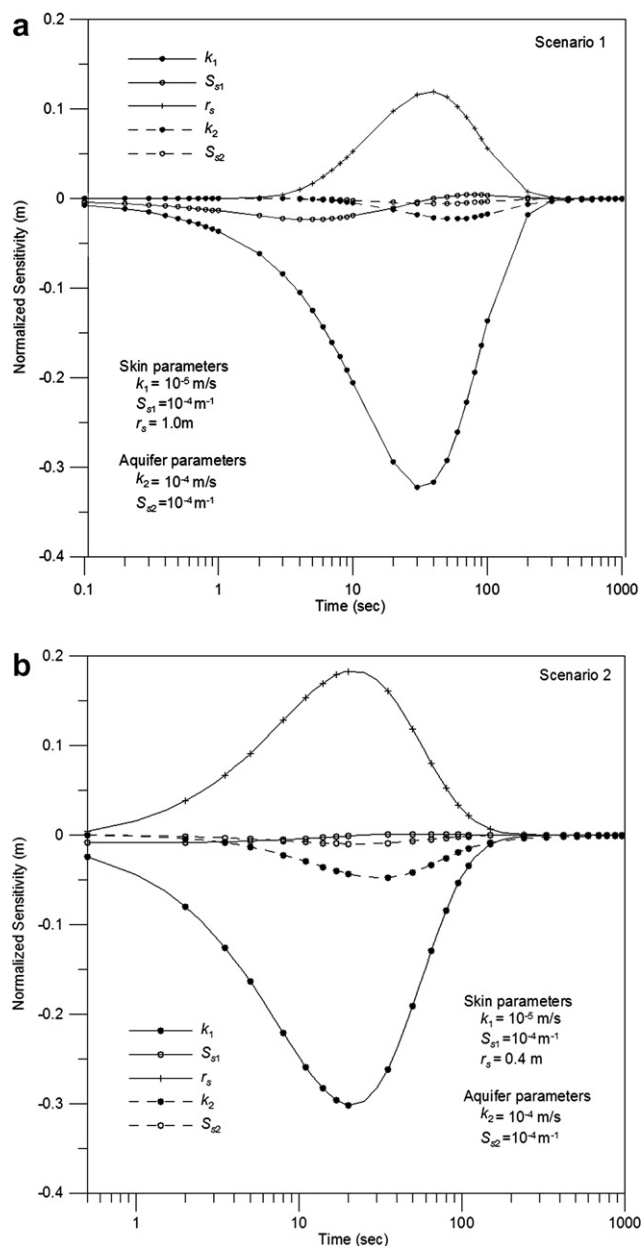 a
Scenario 1
k₁
Sₛ₁
rₛ
k₂
Sₛ₂
0.2
0.1
0
-0.1
-0.2
-0.3
-0.4
Normalized Sensitivity (m)
Skin parameters
k₁ = 10⁻⁵ m/s
Sₛ₁ =10⁻⁴ m⁻¹
rₛ = 1.0m
Aquifer parameters
k₂ = 10⁻⁴ m/s
Sₛ₂ =10⁻⁴ m⁻¹
0.1 1 10 100 1000
Time (sec)
b
Scenario 2
0.2
0.1
0
-0.1
-0.2
-0.3
-0.4
Normalized Sensitivity (m)
k₁
Sₛ₁
rₛ
k₂
Sₛ₂
Skin parameters
k₁ = 10⁻⁵ m/s
Sₛ₁ =10⁻⁴ m⁻¹
rₛ = 0.4 m
Aquifer parameters
k₂ = 10⁻⁴ m/s
Sₛ₂ =10⁻⁴ m⁻¹
1 10 100 1000
Time (sec)